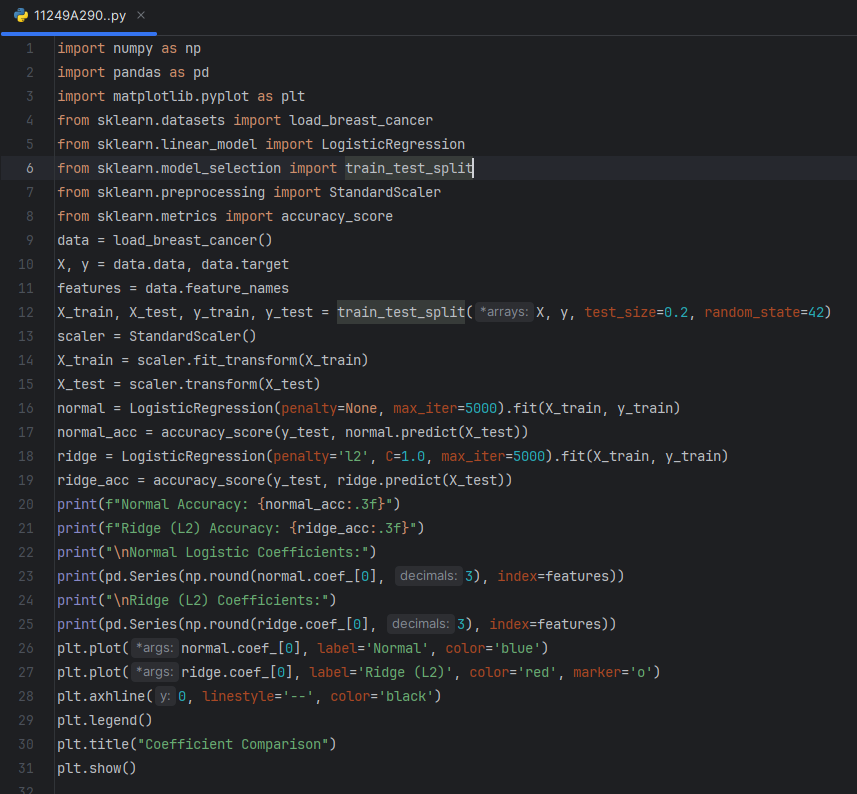 11249A290..py ×
1 import numpy as np
2 import pandas as pd
3 import matplotlib.pyplot as plt
4 from sklearn.datasets import load_breast_cancer
5 from sklearn.linear_model import LogisticRegression
6 from sklearn.model_selection import train_test_split
7 from sklearn.preprocessing import StandardScaler
8 from sklearn.metrics import accuracy_score
9 data = load_breast_cancer()
10 X, y = data.data, data.target
11 features = data.feature_names
12 X_train, X_test, y_train, y_test = train_test_split( *arrays: X, y, test_size=0.2, random_state=42)
13 scaler = StandardScaler()
14 X_train = scaler.fit_transform(X_train)
15 X_test = scaler.transform(X_test)
16 normal = LogisticRegression(penalty=None, max_iter=5000).fit(X_train, y_train)
17 normal_acc = accuracy_score(y_test, normal.predict(X_test))
18 ridge = LogisticRegression(penalty='l2', C=1.0, max_iter=5000).fit(X_train, y_train)
19 ridge_acc = accuracy_score(y_test, ridge.predict(X_test))
20 print(f"Normal Accuracy: {normal_acc:.3f}")
21 print(f"Ridge (L2) Accuracy: {ridge_acc:.3f}")
22 print("\nNormal Logistic Coefficients:")
23 print(pd.Series(np.round(normal.coef_[0], decimals: 3), index=features))
24 print("\nRidge (L2) Coefficients:")
25 print(pd.Series(np.round(ridge.coef_[0], decimals: 3), index=features))
26 plt.plot( *args: normal.coef_[0], label='Normal', color='blue')
27 plt.plot( *args: ridge.coef_[0], label='Ridge (L2)', color='red', marker='o')
28 plt.axhline( y: 0, linestyle='--', color='black')
29 plt.legend()
30 plt.title("Coefficient Comparison")
31 plt.show()
32